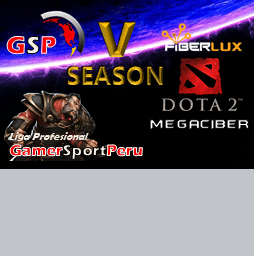 GSP
V
SEASON
FIBERLUX
DOTA 2
MEGACIBER
Liga Profesional
GamerSportPeru